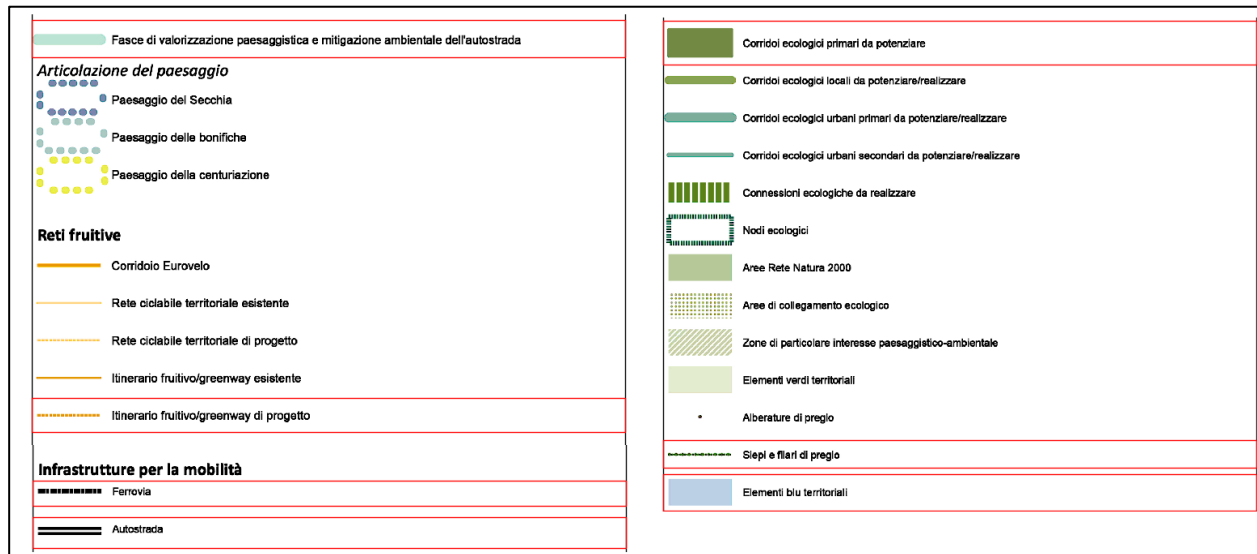 Fasce di valorizzazione paesaggistica e mitigazione ambientale dell'autostrada
Articolazione del paesaggio
Paesaggio del Secchia
Paesaggio delle bonifiche
Paesaggio della centuriazione
Reti fruitive
Corridoio Eurovelo
Rete ciclabile territoriale esistente
Rete ciclabile territoriale di progetto
Itinerario fruitivo/greenway esistente
Itinerario fruitivo/greenway di progetto
Infrastrutture per la mobilità
Ferrovia
Autostrada
Corridoi ecologici primari da potenziare
Corridoi ecologici locali da potenziare/realizzare
Corridoi ecologici urbani primari da potenziare/realizzare
Corridoi ecologici urbani secondari da potenziare/realizzare
Connessioni ecologiche da realizzare
Nodi ecologici
Aree Rete Natura 2000
Aree di collegamento ecologico
Zone di particolare interesse paesaggistico-ambientale
Elementi verdi territoriali
Alberature di pregio
Siepi e filari di pregio
Elementi blu territoriali